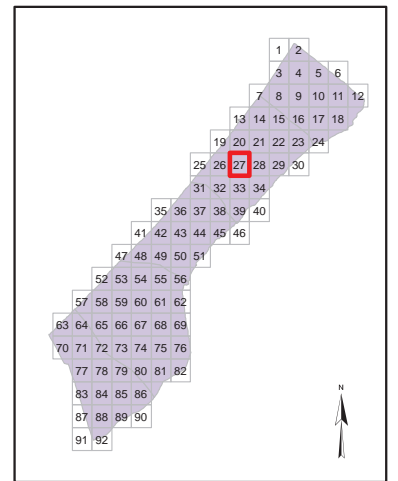 1 2
3 4 5 6
7 8 9 10 11 12
13 14 15 16 17 18
19 20 21 22 23 24
25 26 27 28 29 30
31 32 33 34
35 36 37 38 39 40
41 42 43 44 45 46
47 48 49 50 51
52 53 54 55 56
57 58 59 60 61 62
63 64 65 66 67 68 69
70 71 72 73 74 75 76
77 78 79 80 81 82
83 84 85 86
N
87 88 89 90
91 92